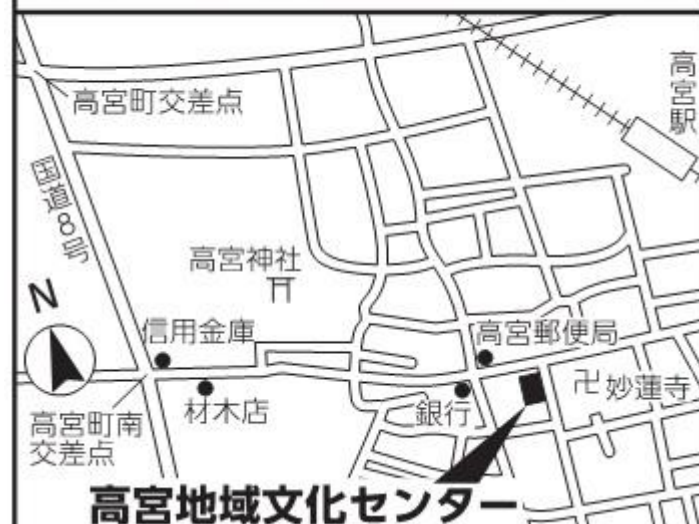 高宮町交差点
高宮駅
国道8号
高宮神社
N
信用金庫
高宮郵便局
高宮町南
交差点
材木店
銀行
卍妙蓮寺
高宮地域文化センター